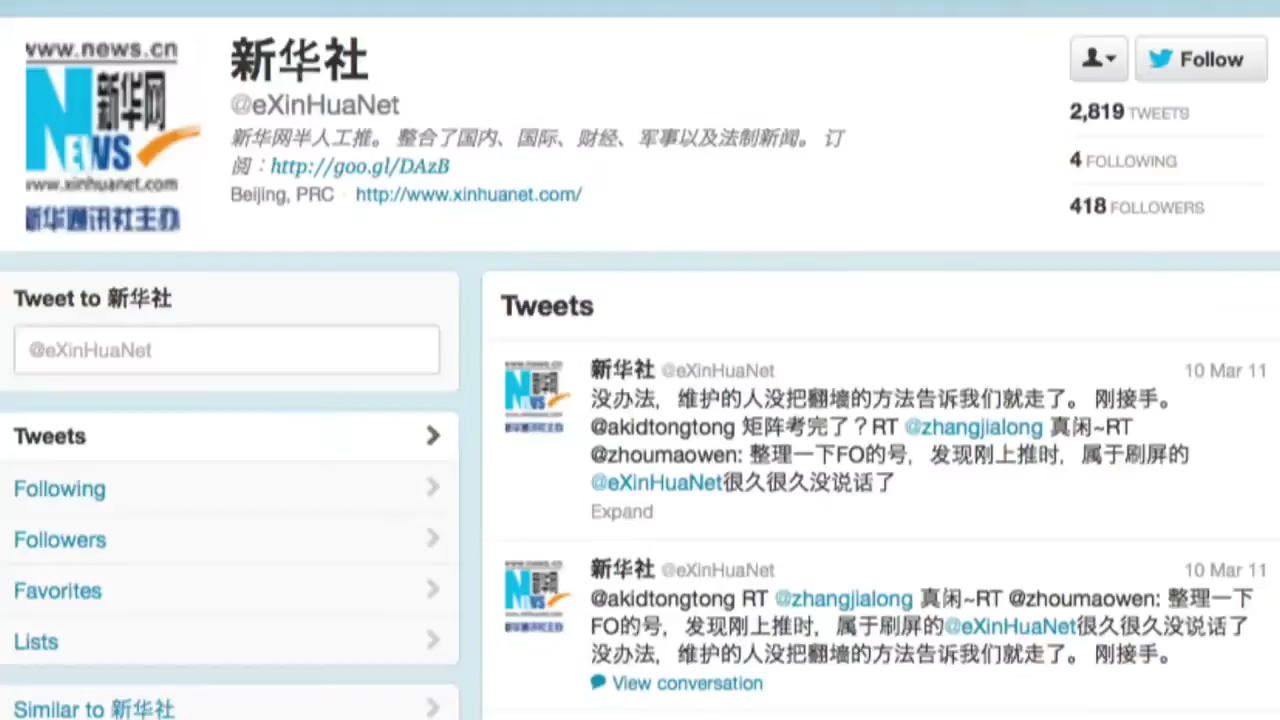 www.news.cn
新华网
NEWS
www.xinhuanet.com
新华通讯社主办
新华社
@eXinHuaNet
新华网半人工推。 整合了国内、国际、财经、军事以及法制新闻。 订
阅：http://goo.gl/DAzB
Beijing, PRC · http://www.xinhuanet.com/
Follow
2,819 TWEETS
4 FOLLOWING
418 FOLLOWERS
Tweet to 新华社
@eXinHuaNet
Tweets
Following
Followers
Favorites
Lists
Similar to 新华社
Tweets
新华社 @eXinHuaNet 10 Mar 11
没办法，维护的人没把翻墙的方法告诉我们就走了。 刚接手。
@akidtongtong 矩阵考完了？RT @zhangjialong 真闲~RT
@zhoumaowen: 整理一下FO的号，发现刚上推时，属于刷屏的
@eXinHuaNet很久很久没说话了
Expand
新华社 @eXinHuaNet 10 Mar 11
@akidtongtong RT @zhangjialong 真闲~RT @zhoumaowen: 整理一下
FO的号，发现刚上推时，属于刷屏的@eXinHuaNet很久很久没说话了
没办法，维护的人没把翻墙的方法告诉我们就走了。 刚接手。
View conversation